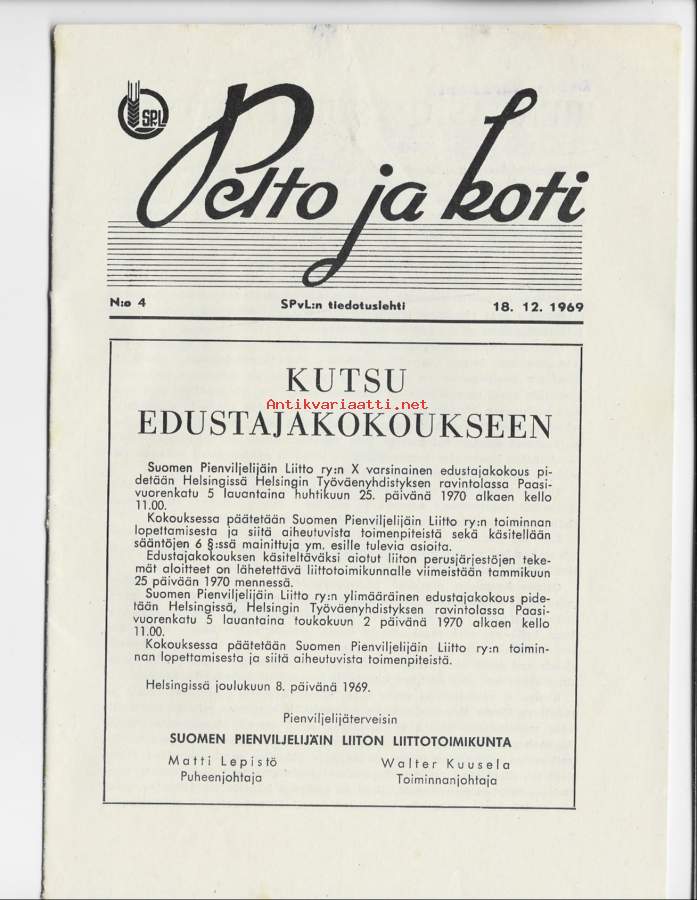 SPvL
Pelto ja koti
N:o 4 SPvL:n tiedotuslehti 18. 12. 1969
KUTSU
Antikvariaatti.net
EDUSTAJAKOKOUKSEEN
Suomen Pienviljelijäin Liitto ry:n X varsinainen edustajakokous pi-
detään Helsingissä Helsingin Työväenyhdistyksen ravintolassa Paasi-
vuorenkatu 5 lauantaina huhtikuun 25. päivänä 1970 alkaen kello
11.00.
Kokouksessa päätetään Suomen Pienviljelijäin Liitto ry:n toiminnan
lopettamisesta ja siitä aiheutuvista toimenpiteistä sekä käsitellään
sääntöjen 6 §:ssä mainittuja ym. esille tulevia asioita.
Edustajakokouksen käsiteltäväksi aiotut liiton perusjärjestöjen teke-
mät aloitteet on lähetettävä liittotoimikunnalle viimeistään tammikuun
25 päivään 1970 mennessä.
Suomen Pienviljelijäin Liitto ry:n ylimääräinen edustajakokous pide-
tään Helsingissä, Helsingin Työväenyhdistyksen ravintolassa Paasi-
vuorenkatu 5 lauantaina toukokuun 2 päivänä 1970 alkaen kello
11.00.
Kokouksessa päätetään Suomen Pienviljelijäin Liitto ry:n toimin-
nan lopettamisesta ja siitä aiheutuvista toimenpiteistä.
Helsingissä joulukuun 8. päivänä 1969.
Pienviljelijäterveisin
SUOMEN PIENVILJELIJÄIN LIITON LIITTOTOIMIKUNTA
Matti Lepistö Walter Kuusela
Puheenjohtaja Toiminnanjohtaja